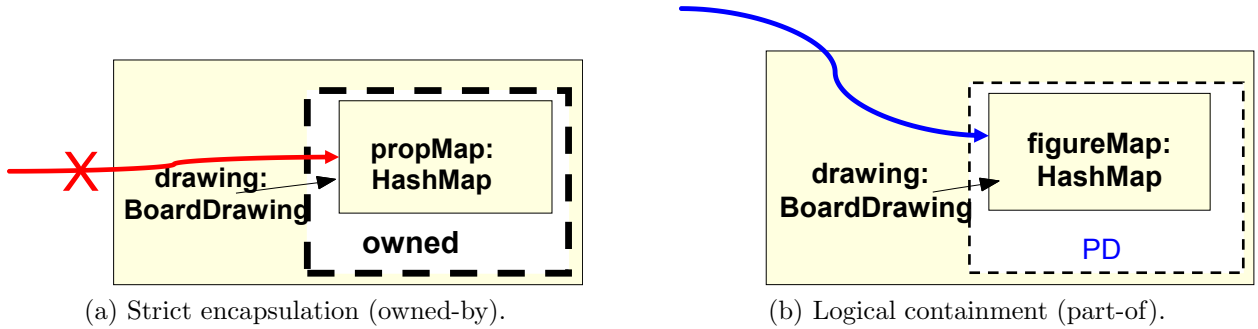 propMap:
HashMap
drawing:
BoardDrawing
owned
(a) Strict encapsulation (owned-by).
figureMap:
HashMap
drawing:
BoardDrawing
PD
(b) Logical containment (part-of).